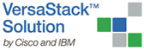 VersaStack™
Solution
by Cisco and IBM